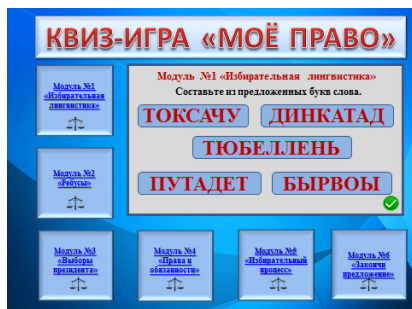 КВИЗ-ИГРА «МОЁ ПРАВО»
Модуль №1
«Избирательная
лингвистика»
Модуль №1 «Избирательная лингвистика»
Составьте из предложенных букв слова.
ТОКСАЧУ
ДИНКАТАД
ТЮБЕЛЛЕНЬ
ПУТАДЕТ
БЫРВОЫ
Модуль №2
«Ребусы»
Модуль №3
«Выборы
президента»
Модуль №4
«Права и
обязанности»
Модуль №5
«Избирательный
процесс»
Модуль №6
«Закончи
предложение»